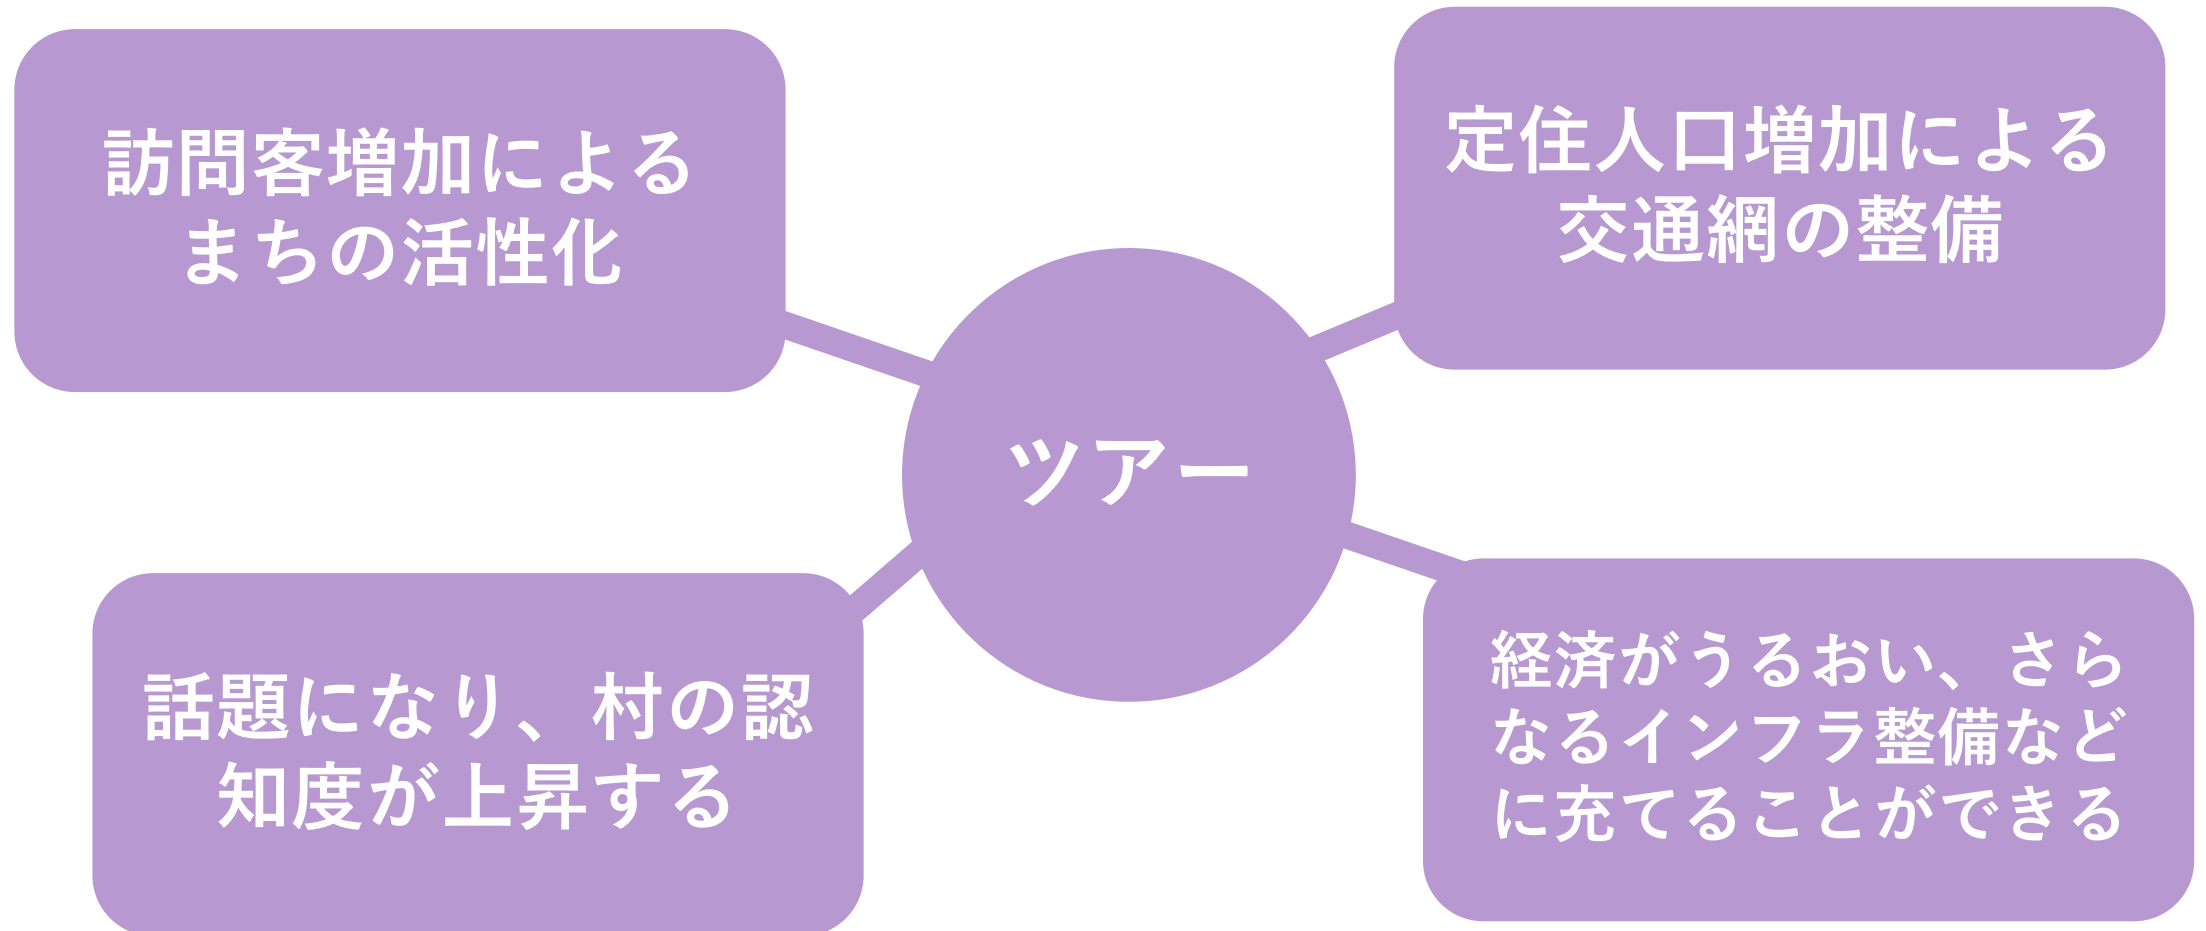 訪問客増加による
まちの活性化
定住人口増加による
交通網の整備
ツアー
話題になり、村の認
知度が上昇する
経済がうるおい、さら
なるインフラ整備など
に充てることができる